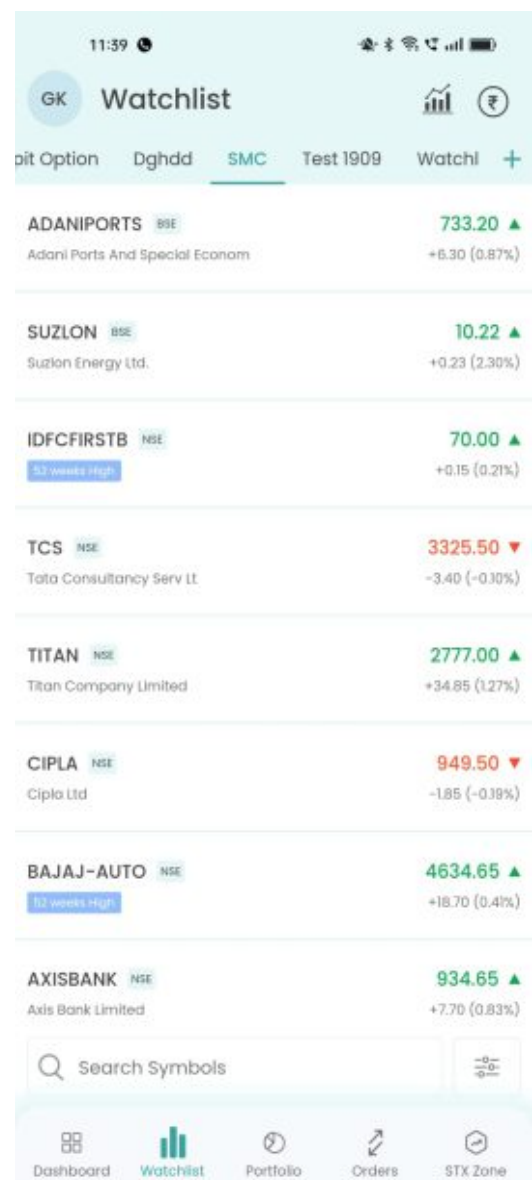 11:39
GK Watchlist
pit Option Dghdd SMC Test 1909 Watchl +
ADANIPORTS BSE 733.20 ▲
Adani Ports And Special Econom +6.30 (0.87%)
SUZLON BSE 10.22 ▲
Suzlon Energy Ltd. +0.23 (2.30%)
IDFCFIRSTB NSE 70.00 ▲
52 weeks High +0.15 (0.21%)
TCS NSE 3325.50 ▼
Tata Consultancy Serv Lt -3.40 (-0.10%)
TITAN NSE 2777.00 ▲
Titan Company Limited +34.85 (1.27%)
CIPLA NSE 949.50 ▼
Cipla Ltd -1.85 (-0.19%)
BAJAJ-AUTO NSE 4634.65 ▲
52 weeks High +18.70 (0.41%)
AXISBANK NSE 934.65 ▲
Axis Bank Limited +7.70 (0.83%)
Search Symbols
Dashboard Watchlist Portfolio Orders STX Zone